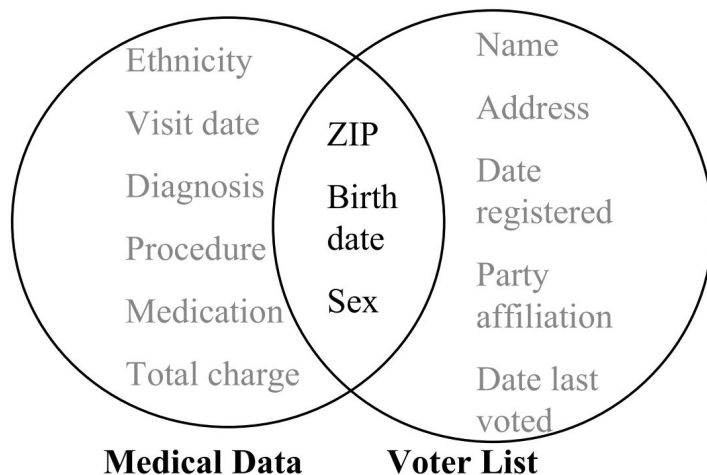 Ethnicity
Visit date
Diagnosis
Procedure
Medication
Total charge
ZIP
Birth
date
Sex
Name
Address
Date
registered
Party
affiliation
Date last
voted
Medical Data
Voter List